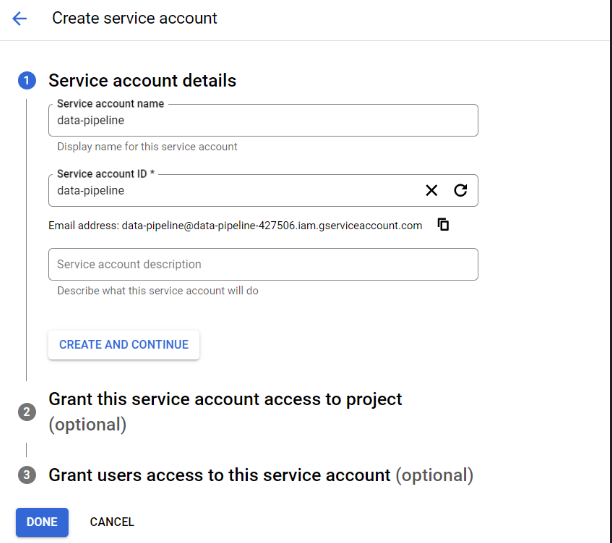 Create service account
1 Service account details
Service account name
data-pipeline
Display name for this service account
Service account ID *
data-pipeline
Email address: data-pipeline@data-pipeline-427506.iam.gserviceaccount.com
Service account description
Describe what this service account will do
CREATE AND CONTINUE
2 Grant this service account access to project
(optional)
3 Grant users access to this service account (optional)
DONE CANCEL